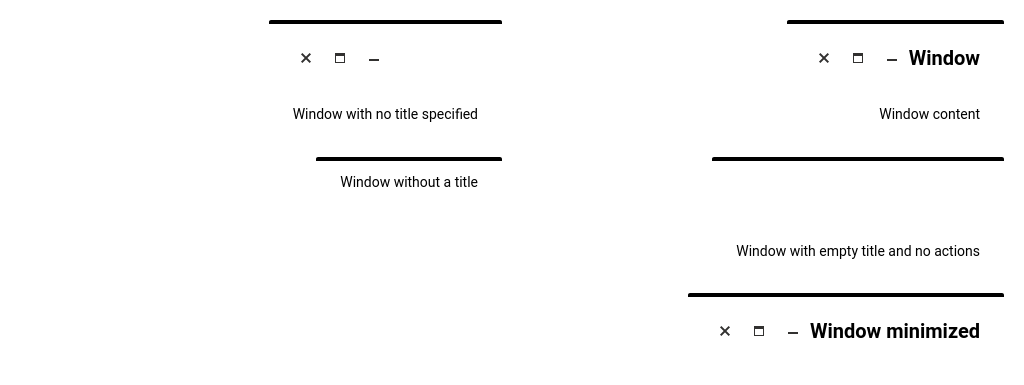 Window
Window content
Window with no title specified
Window with empty title and no actions
Window without a title
Window minimized